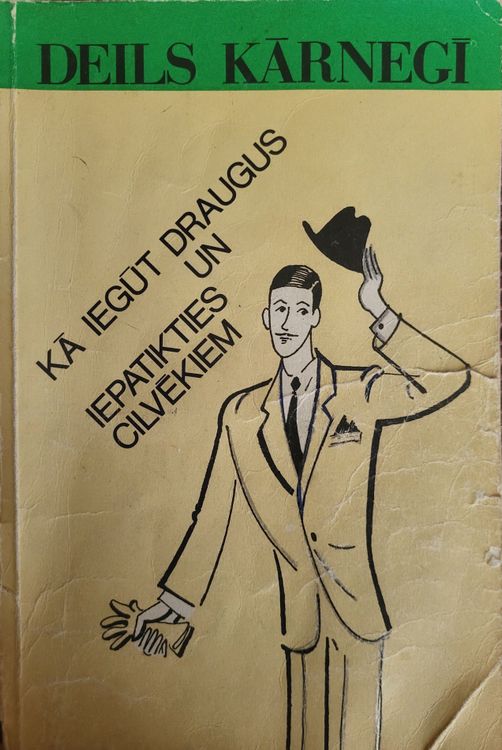 DEILS KĀRNEGĪ
KĀ IEGŪT DRAUGUS
UN
IEPATIKTIES
CILVĒKIEM